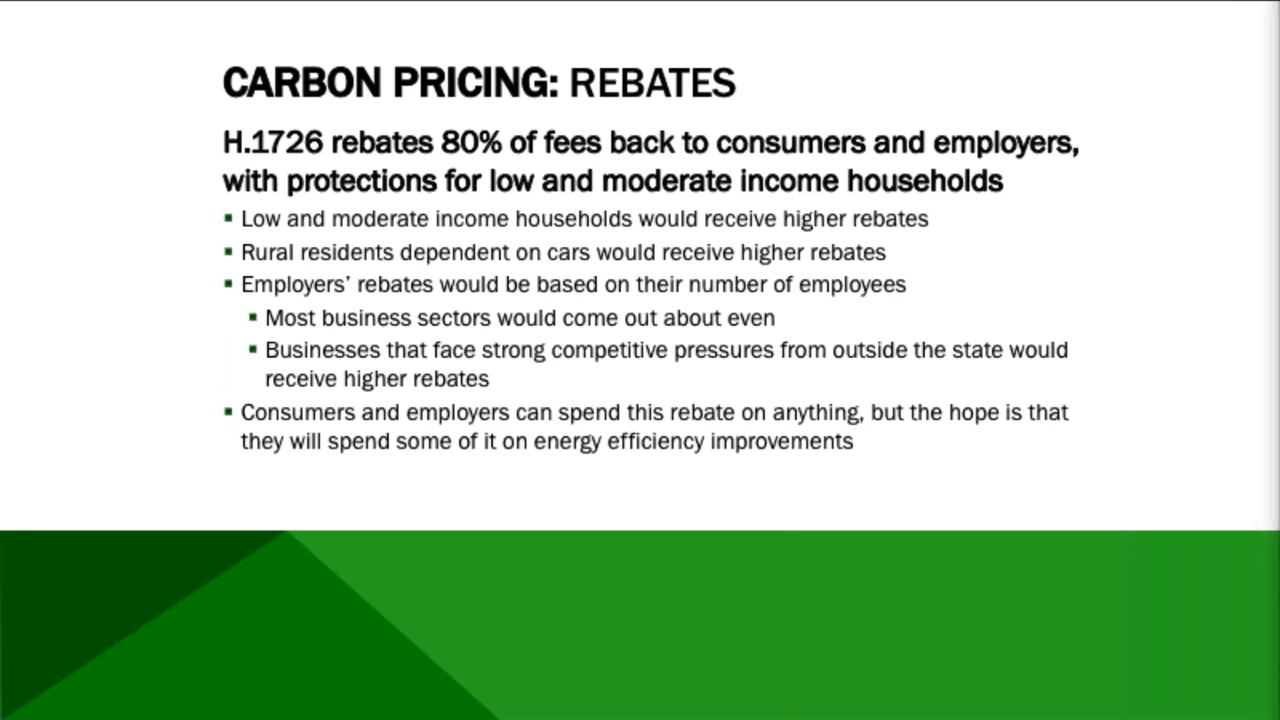 CARBON PRICING: REBATES
H.1726 rebates 80% of fees back to consumers and employers,
with protections for low and moderate income households
▪ Low and moderate income households would receive higher rebates
▪ Rural residents dependent on cars would receive higher rebates
▪ Employers’ rebates would be based on their number of employees
▪ Most business sectors would come out about even
▪ Businesses that face strong competitive pressures from outside the state would
receive higher rebates
▪ Consumers and employers can spend this rebate on anything, but the hope is that
they will spend some of it on energy efficiency improvements